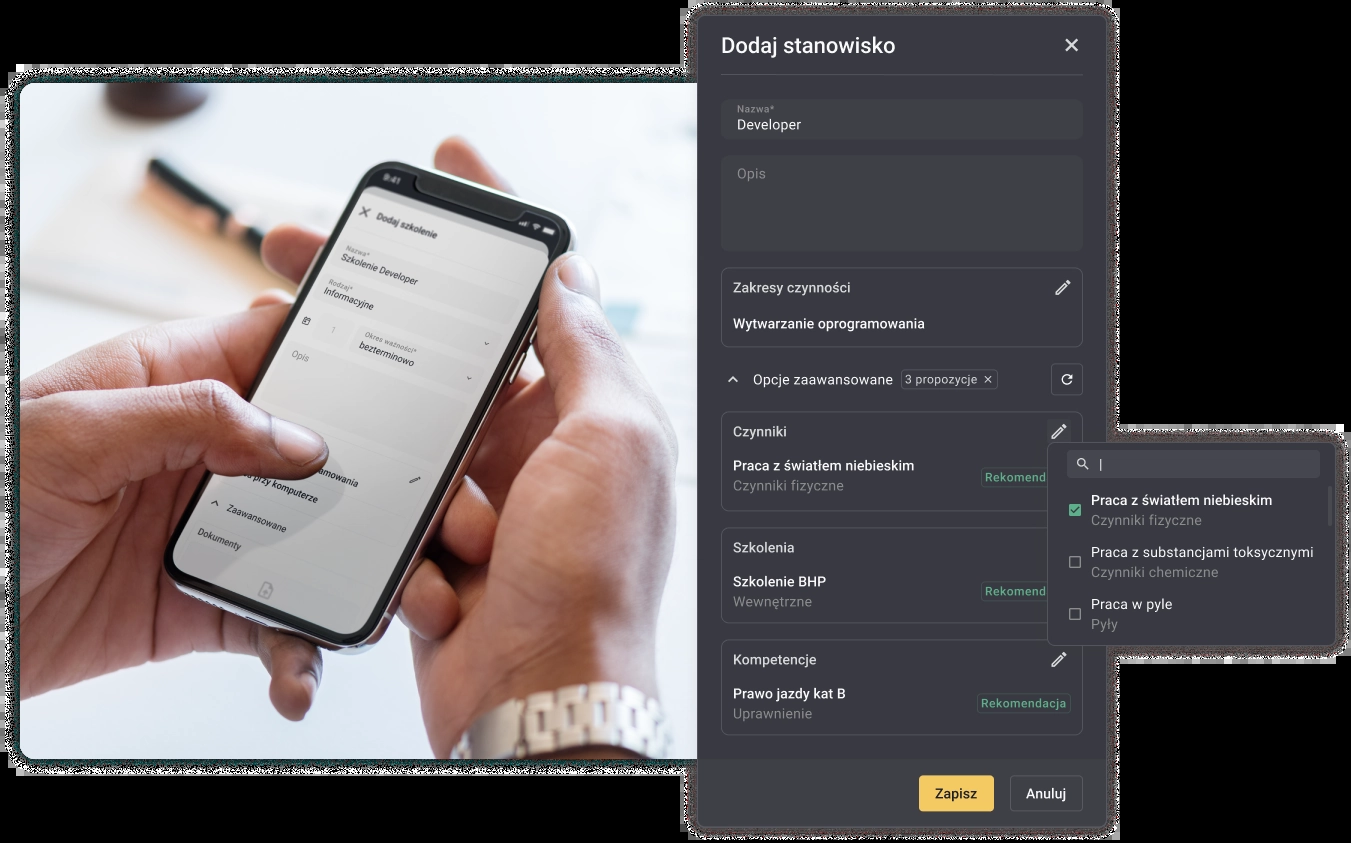 9:41
Dodaj szkolenie
Nazwa*
Szkolenie Developer
Rodzaj*
Informacyjne
1
Okres ważności*
bezterminowo
Opis
przy komputerze
Zaawansowane
Dokumenty
Dodaj stanowisko
Nazwa*
Developer
Opis
Zakresy czynności
Wytwarzanie oprogramowania
Opcje zaawansowane 3 propozycje
Czynniki
Praca z światłem niebieskim
Czynniki fizyczne
Rekomend
Szkolenia
Szkolenie BHP
Wewnętrzne
Rekomend
Kompetencje
Prawo jazdy kat B
Uprawnienie
Rekomendacja
Zapisz Anuluj
Praca z światłem niebieskim
Czynniki fizyczne
Praca z substancjami toksycznymi
Czynniki chemiczne
Praca w pyle
Pyły